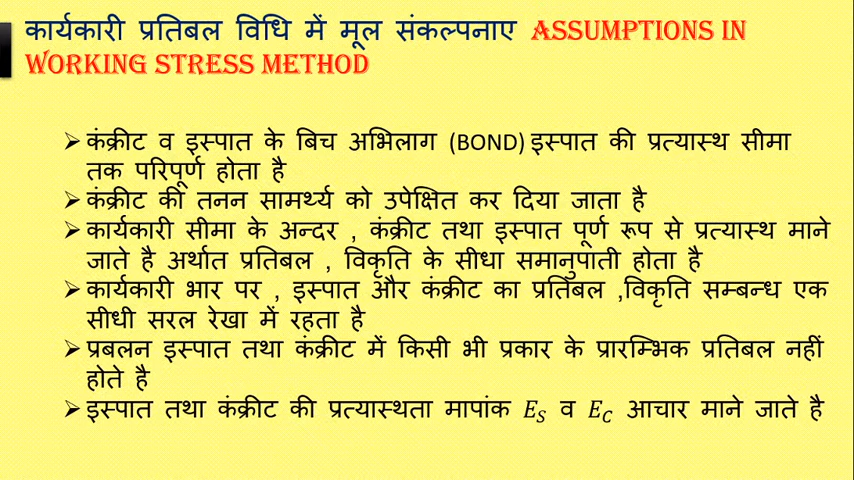 कार्यकारी प्रतिबल विधि में मूल संकल्पनाए ASSUMPTIONS IN
WORKING STRESS METHOD
➢ कंक्रीट व इस्पात के बिच अभिलाग (BOND) इस्पात की प्रत्यास्थ सीमा
तक परिपूर्ण होता है
➢ कंक्रीट की तनन सामर्थ्य को उपेक्षित कर दिया जाता है
➢ कार्यकारी सीमा के अन्दर , कंक्रीट तथा इस्पात पूर्ण रूप से प्रत्यास्थ माने
जाते है अर्थात प्रतिबल , विकृति के सीधा समानुपाती होता है
➢ कार्यकारी भार पर , इस्पात और कंक्रीट का प्रतिबल ,विकृति सम्बन्ध एक
सीधी सरल रेखा में रहता है
➢ प्रबलन इस्पात तथा कंक्रीट में किसी भी प्रकार के प्रारम्भिक प्रतिबल नहीं
होते है
➢ इस्पात तथा कंक्रीट की प्रत्यास्थता मापांक E_S व E_C आचार माने जाते है